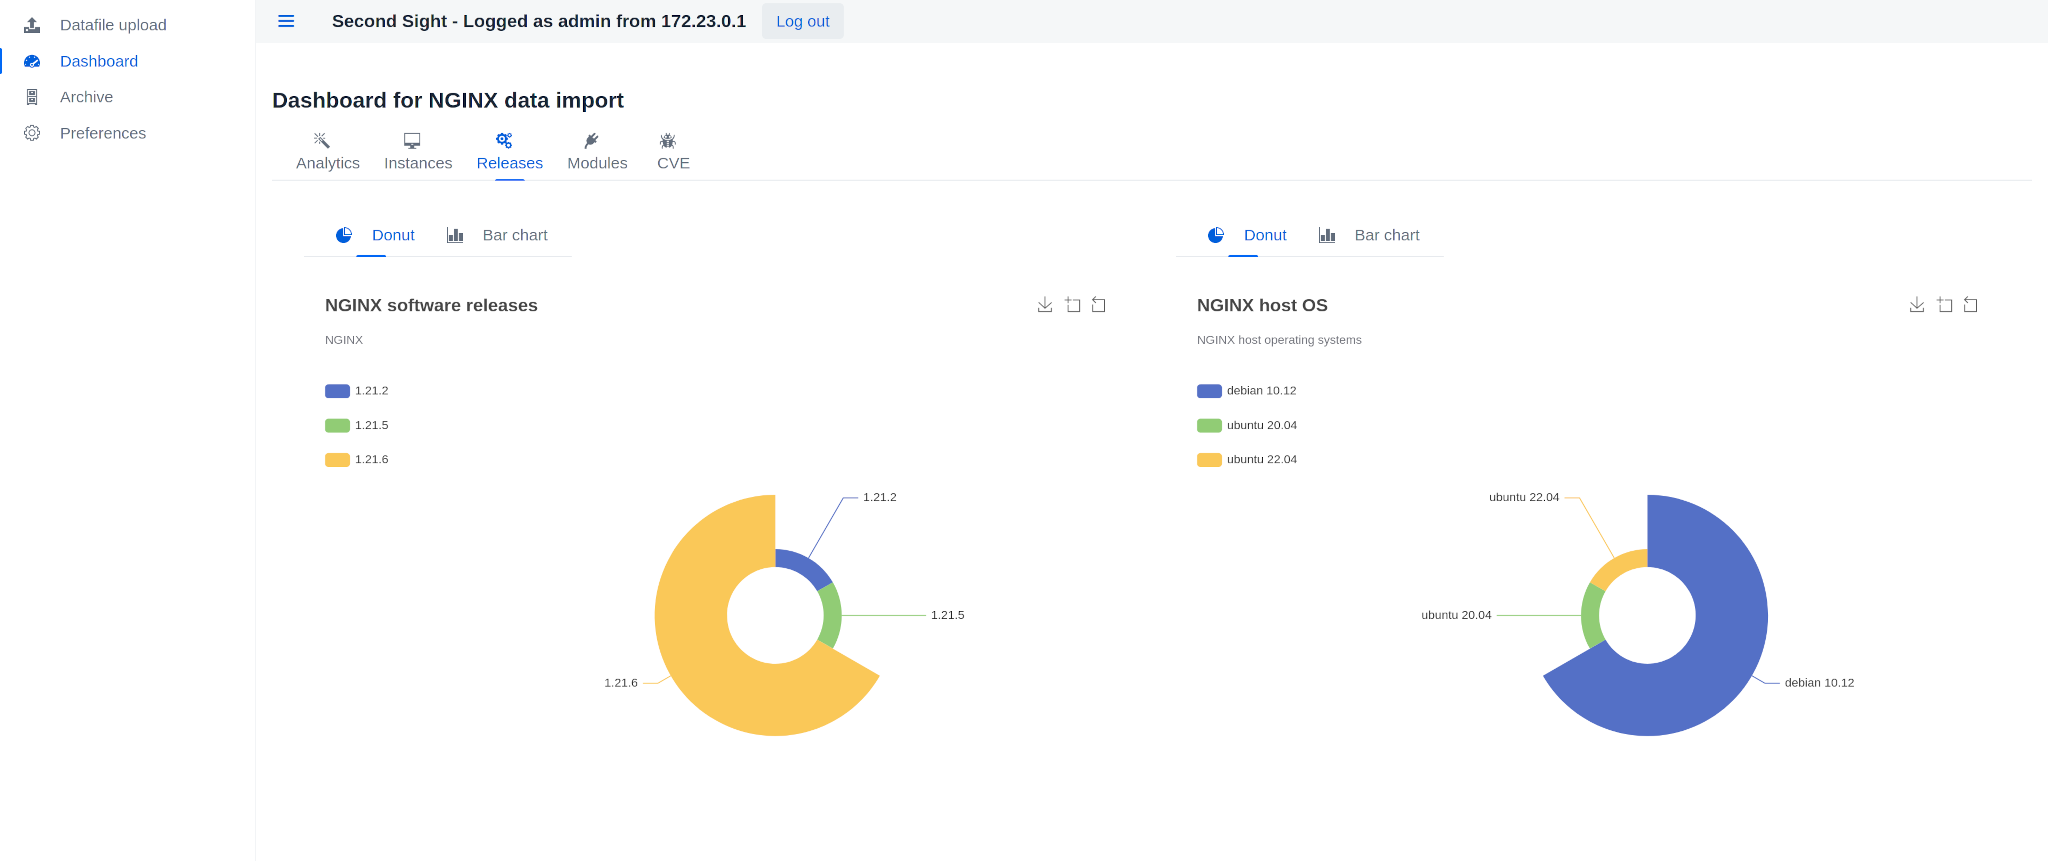 Datafile upload
Dashboard
Archive
Preferences
Second Sight - Logged as admin from 172.23.0.1
Log out
Dashboard for NGINX data import
Analytics
Instances
Releases
Modules
CVE
Donut
Bar chart
NGINX software releases
NGINX
1.21.2
1.21.5
1.21.6
1.21.2
1.21.5
1.21.6
Donut
Bar chart
NGINX host OS
NGINX host operating systems
debian 10.12
ubuntu 20.04
ubuntu 22.04
ubuntu 22.04
ubuntu 20.04
debian 10.12